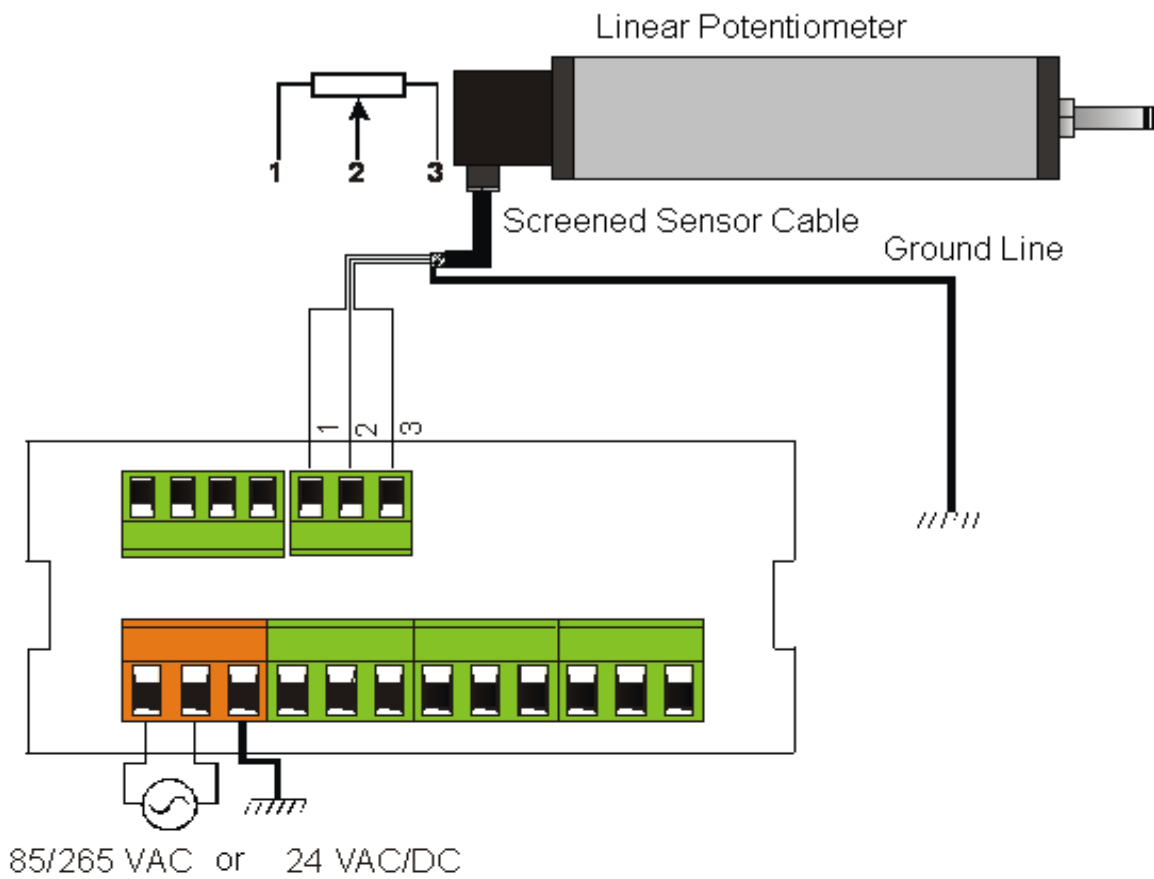 Linear Potentiometer
1 2 3
Screened Sensor Cable
Ground Line
1 2 3
85/265 VAC or 24 VAC/DC